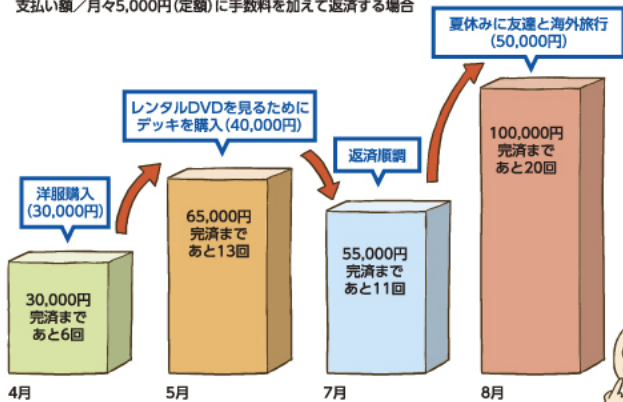 支払い額／月々5,000円(定額)に手数料を加えて返済する場合
夏休みに友達と海外旅行
(50,000円)
レンタルDVDを見るために
デッキを購入(40,000円)
返済順調
洋服購入
(30,000円)
100,000円
完済まで
あと20回
65,000円
完済まで
あと13回
55,000円
完済まで
あと11回
30,000円
完済まで
あと6回
4月
5月
7月
8月